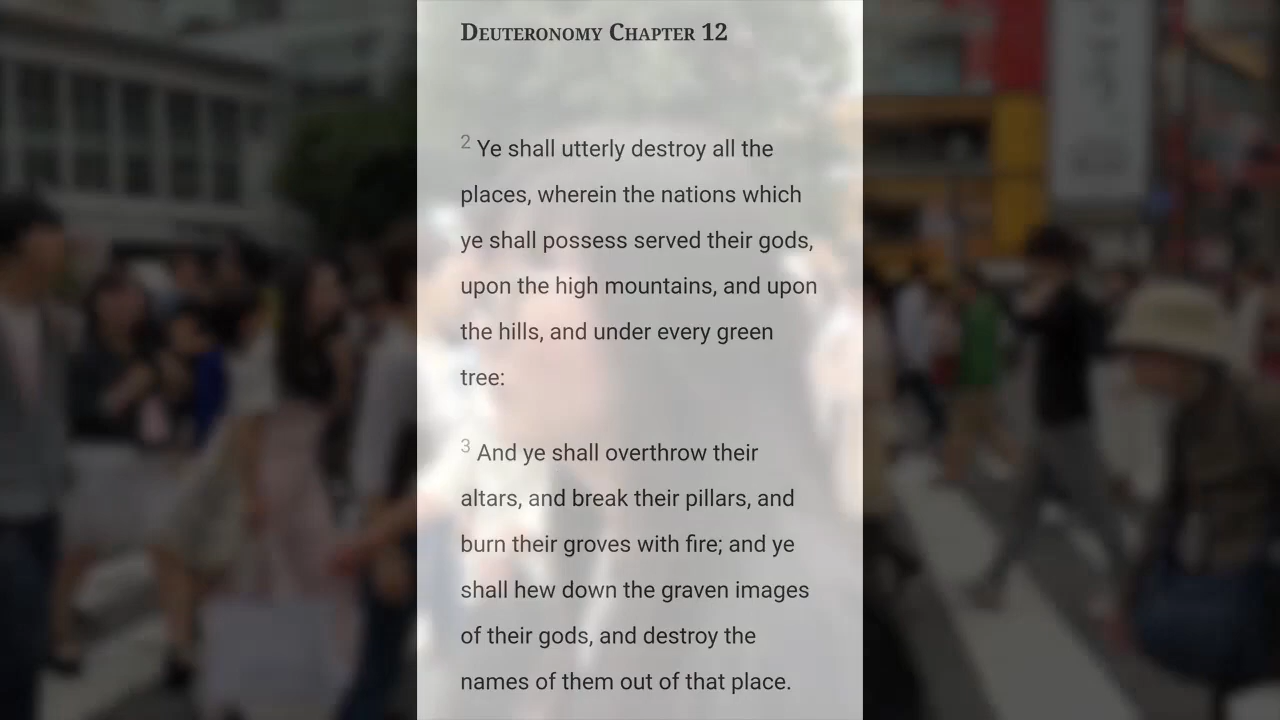 Deuteronomy Chapter 12
2 Ye shall utterly destroy all the
places, wherein the nations which
ye shall possess served their gods,
upon the high mountains, and upon
the hills, and under every green
tree:
3 And ye shall overthrow their
altars, and break their pillars, and
burn their groves with fire; and ye
shall hew down the graven images
of their gods, and destroy the
names of them out of that place.